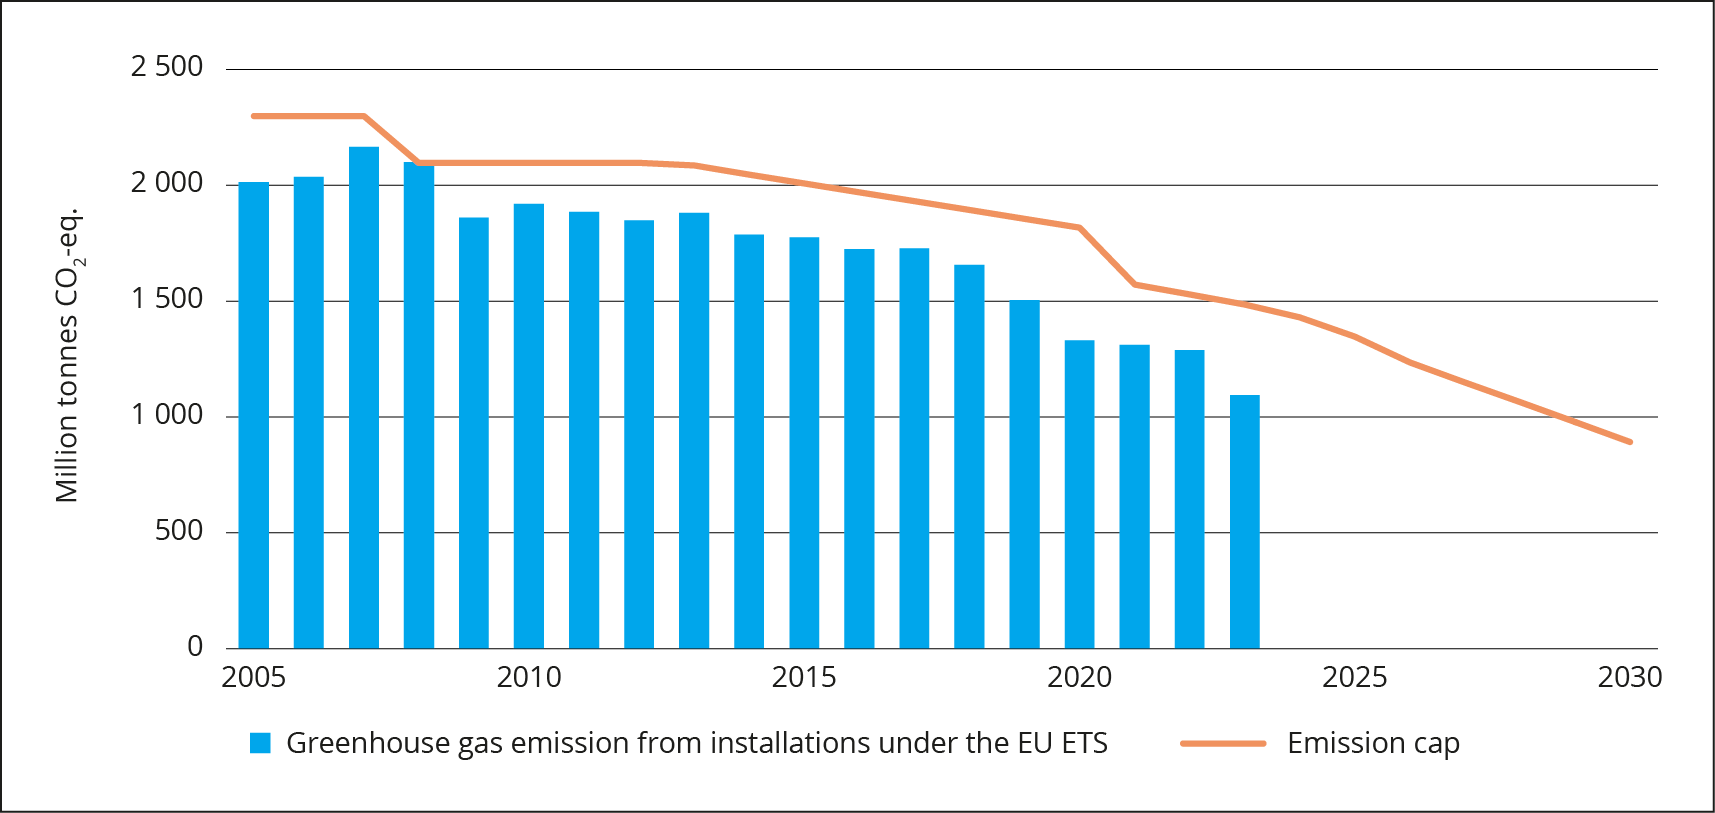 2 500
2 000
1 500
1 000
500
0
Million tonnes CO2-eq.
2005 2010 2015 2020 2025 2030
Greenhouse gas emission from installations under the EU ETS Emission cap